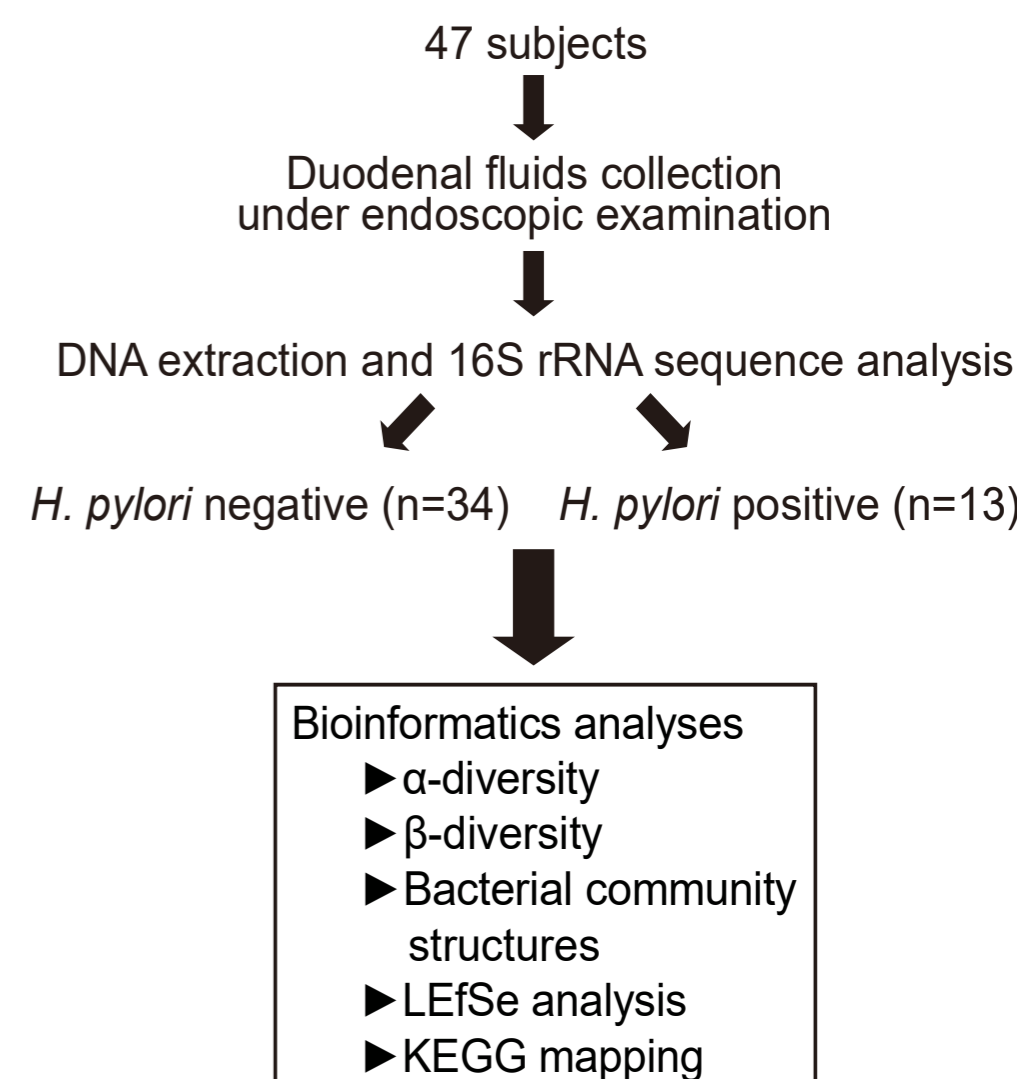 47 subjects
Duodenal fluids collection
under endoscopic examination
DNA extraction and 16S rRNA sequence analysis
H. pylori negative (n=34) H. pylori positive (n=13)
Bioinformatics analyses
►α-diversity
►β-diversity
►Bacterial community
structures
►LEfSe analysis
►KEGG mapping